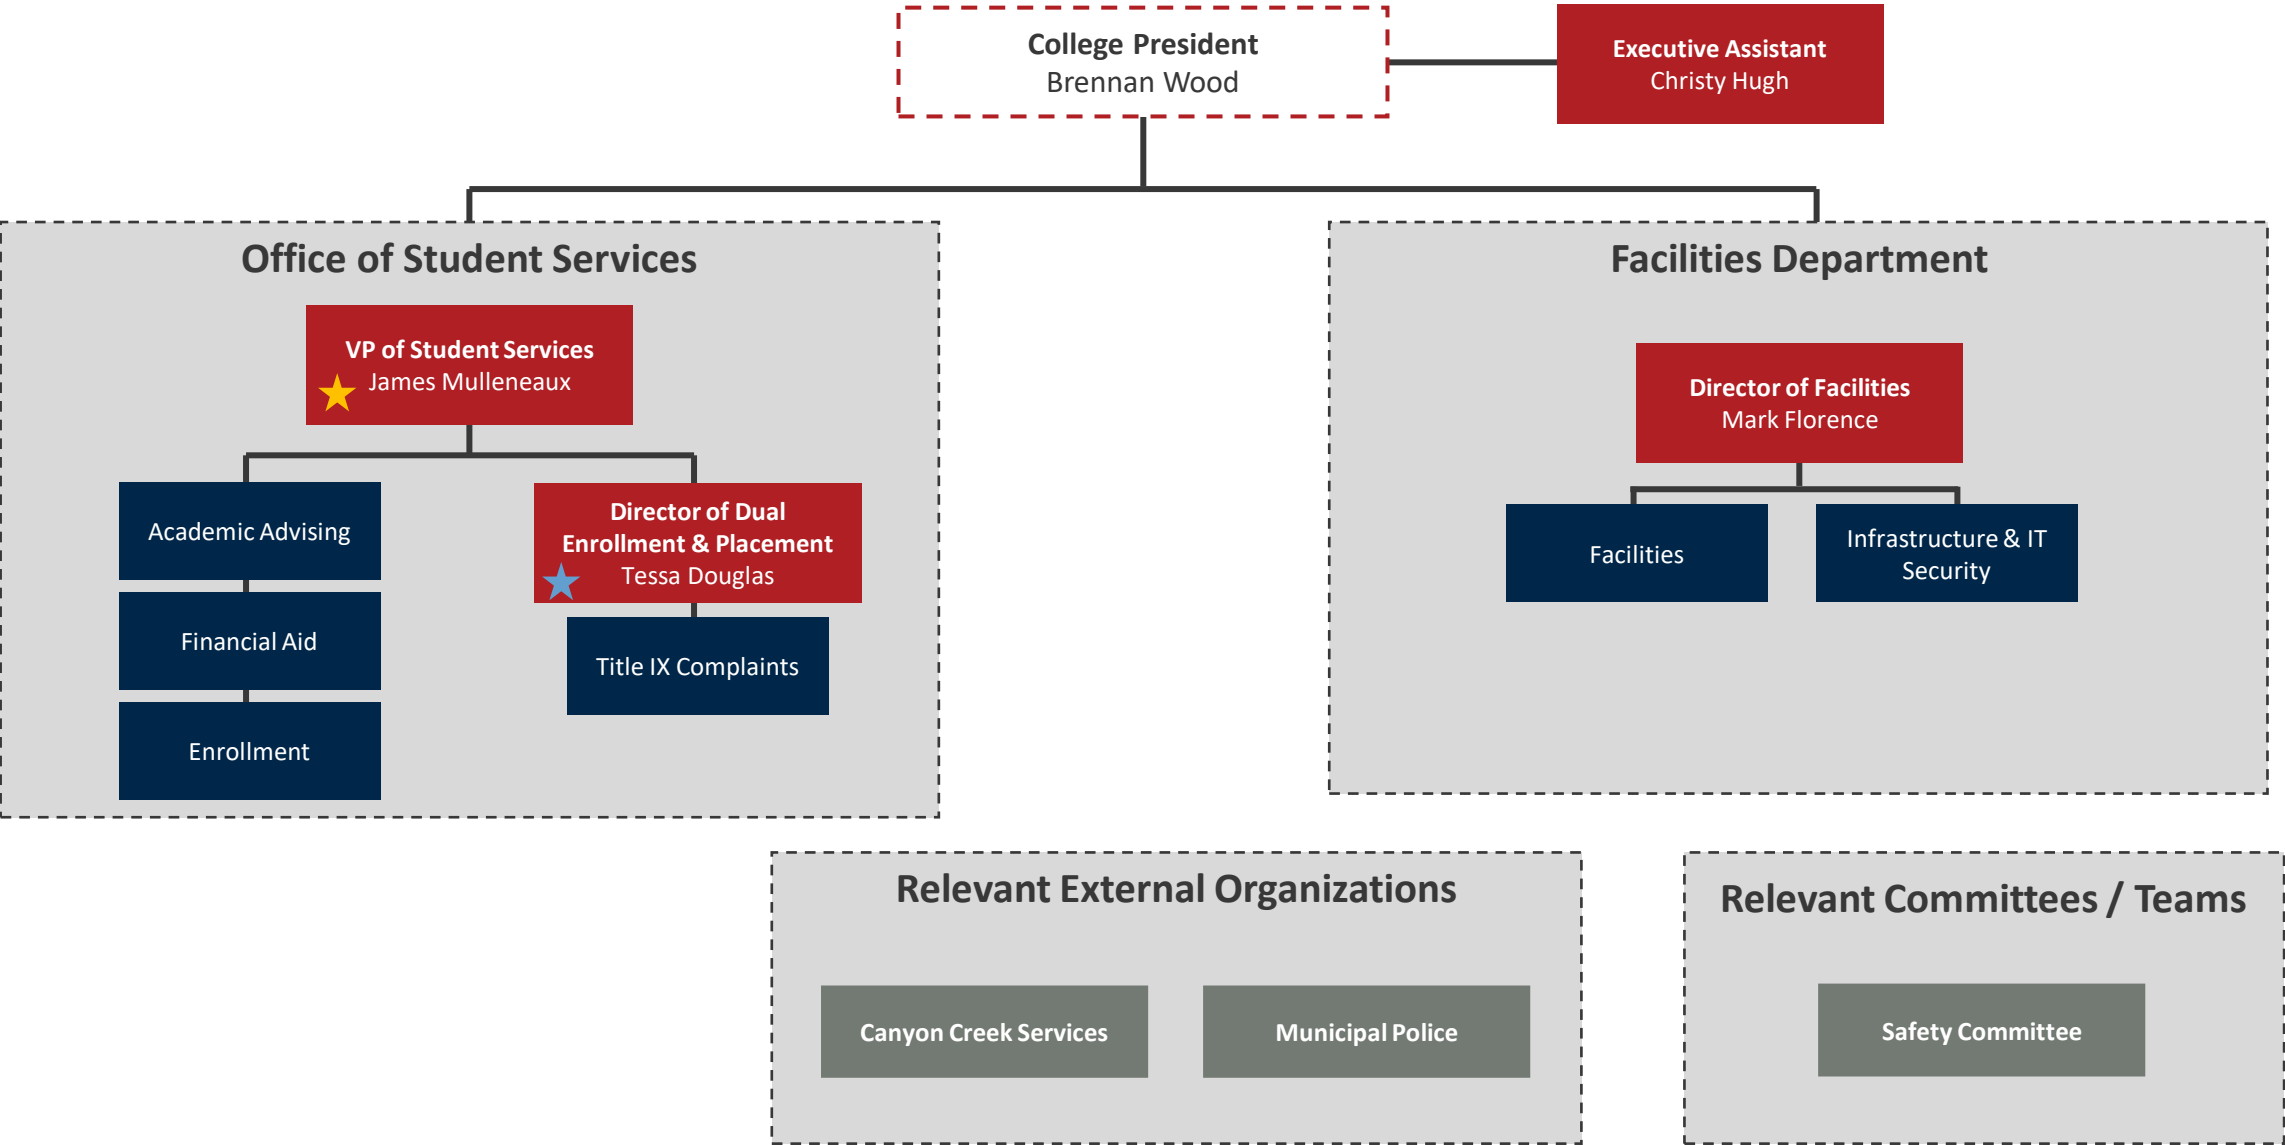 College President
Brennan Wood
Executive Assistant
Christy Hugh
Office of Student Services
VP of Student Services
James Mulleneaux
Academic Advising
Financial Aid
Enrollment
Director of Dual
Enrollment & Placement
Tessa Douglas
Title IX Complaints
Facilities Department
Director of Facilities
Mark Florence
Facilities
Infrastructure & IT
Security
Relevant External Organizations
Canyon Creek Services
Municipal Police
Relevant Committees / Teams
Safety Committee